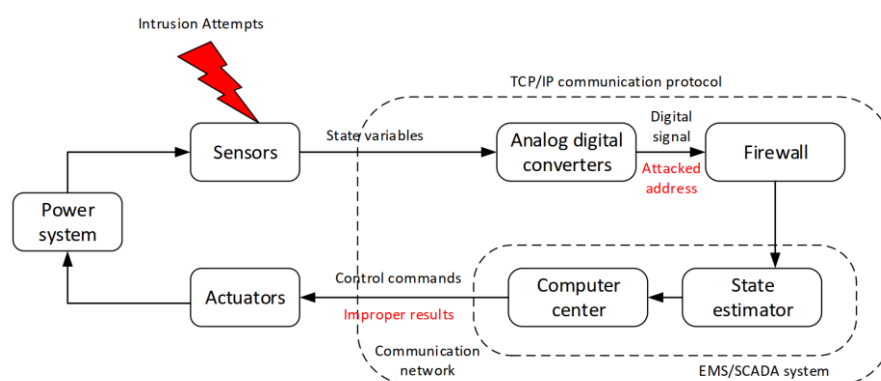 Intrusion Attempts
TCP/IP communication protocol
Sensors
State variables
Analog digital
converters
Digital
signal
Attacked
address
Firewall
Power
system
Actuators
Control commands
Improper results
Computer
center
State
estimator
Communication
network
EMS/SCADA system